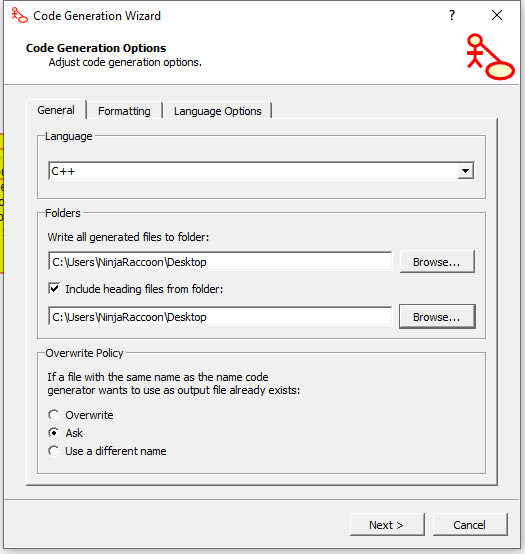 Code Generation Wizard
?
Code Generation Options
Adjust code generation options.
General
Formatting
Language Options
Language
C++
Folders
Write all generated files to folder:
C:\Users\NinjaRaccoon\Desktop
Browse...
Include heading files from folder:
C:\Users\NinjaRaccoon\Desktop
Browse...
Overwrite Policy
If a file with the same name as the name code
generator wants to use as output file already exists:
Overwrite
Ask
Use a different name
Next >
Cancel